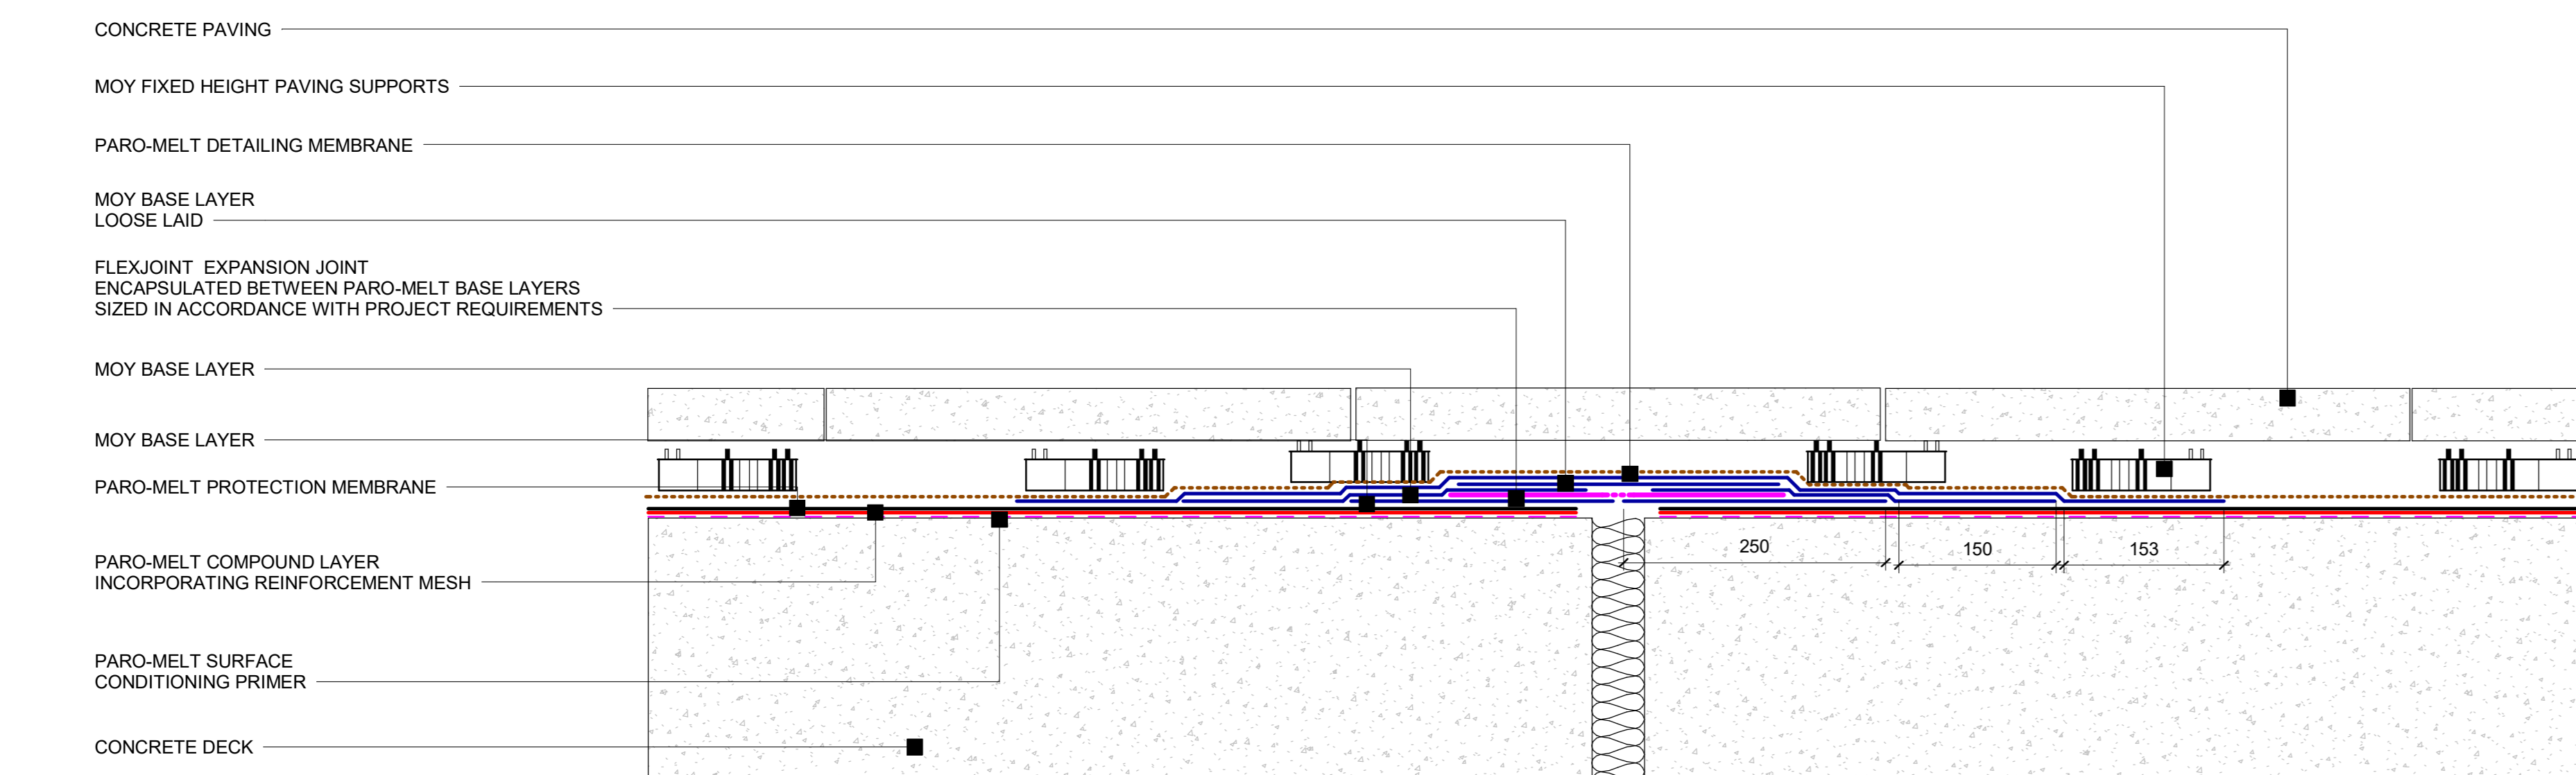 CONCRETE PAVING
MOY FIXED HEIGHT PAVING SUPPORTS
PARO-MELT DETAILING MEMBRANE
MOY BASE LAYER
LOOSE LAID
FLEXJOINT EXPANSION JOINT
ENCAPSULATED BETWEEN PARO-MELT BASE LAYERS
SIZED IN ACCORDANCE WITH PROJECT REQUIREMENTS
MOY BASE LAYER
MOY BASE LAYER
PARO-MELT PROTECTION MEMBRANE
250
150
153
PARO-MELT COMPOUND LAYER
INCORPORATING REINFORCEMENT MESH
PARO-MELT SURFACE
CONDITIONING PRIMER
CONCRETE DECK